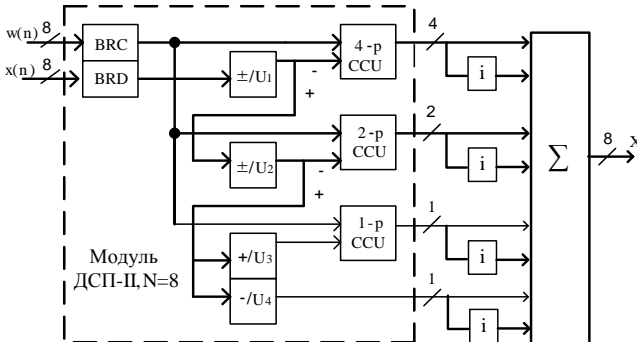 w(n) 8
x(n) 8
BRC
BRD
±/U1
-
+
4-p
CCU
4
i
±/U2
-
+
2-p
CCU
2
i
+/U3
-/U4
1-p
CCU
1
i
1
i
Σ
8
X
Модуль
ДСП-II, N=8